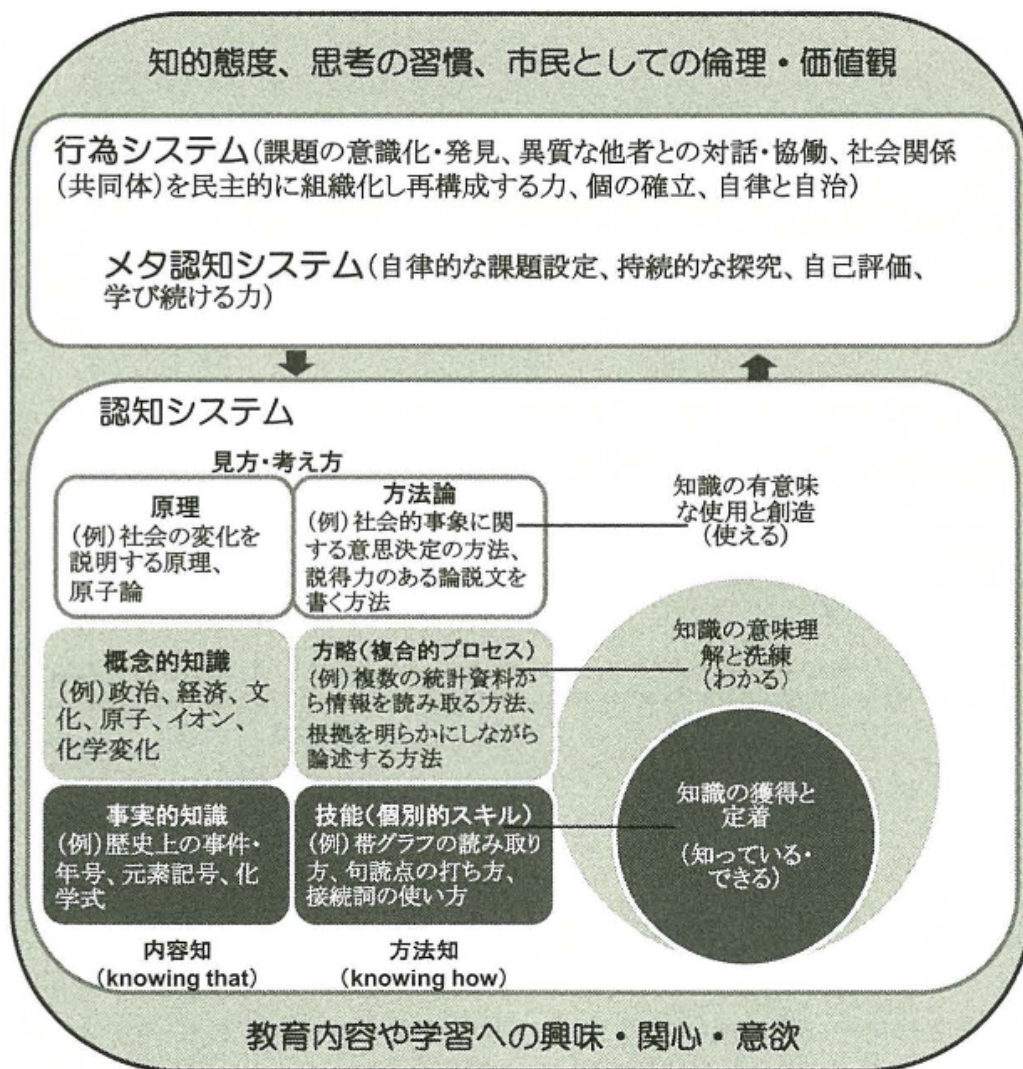 知的態度、思考の習慣、市民としての倫理・価値観
行為システム(課題の意識化・発見、異質な他者との対話・協働、社会関係
(共同体)を民主的に組織化し再構成する力、個の確立、自律と自治)
メタ認知システム(自律的な課題設定、持続的な探究、自己評価、
学び続ける力)
認知システム
見方・考え方
原理
(例)社会の変化を
説明する原理、
原子論
方法論
(例)社会的事象に関
する意思決定の方法、
説得力のある論説文を
書く方法
知識の有意味
な使用と創造
(使える)
概念的知識
(例)政治、経済、文
化、原子、イオン、
化学変化
方略(複合的プロセス)
(例)複数の統計資料か
ら情報を読み取る方法、
根拠を明らかにしながら
論述する方法
知識の意味理
解と洗練
(わかる)
事実的知識
(例)歴史上の事件・
年号、元素記号、化
学式
技能(個別的スキル)
(例)帯グラフの読み取り
方、句読点の打ち方、
接続詞の使い方
知識の獲得と
定着
(知っている・
できる)
内容知
(knowing that)
方法知
(knowing how)
教育内容や学習への興味・関心・意欲